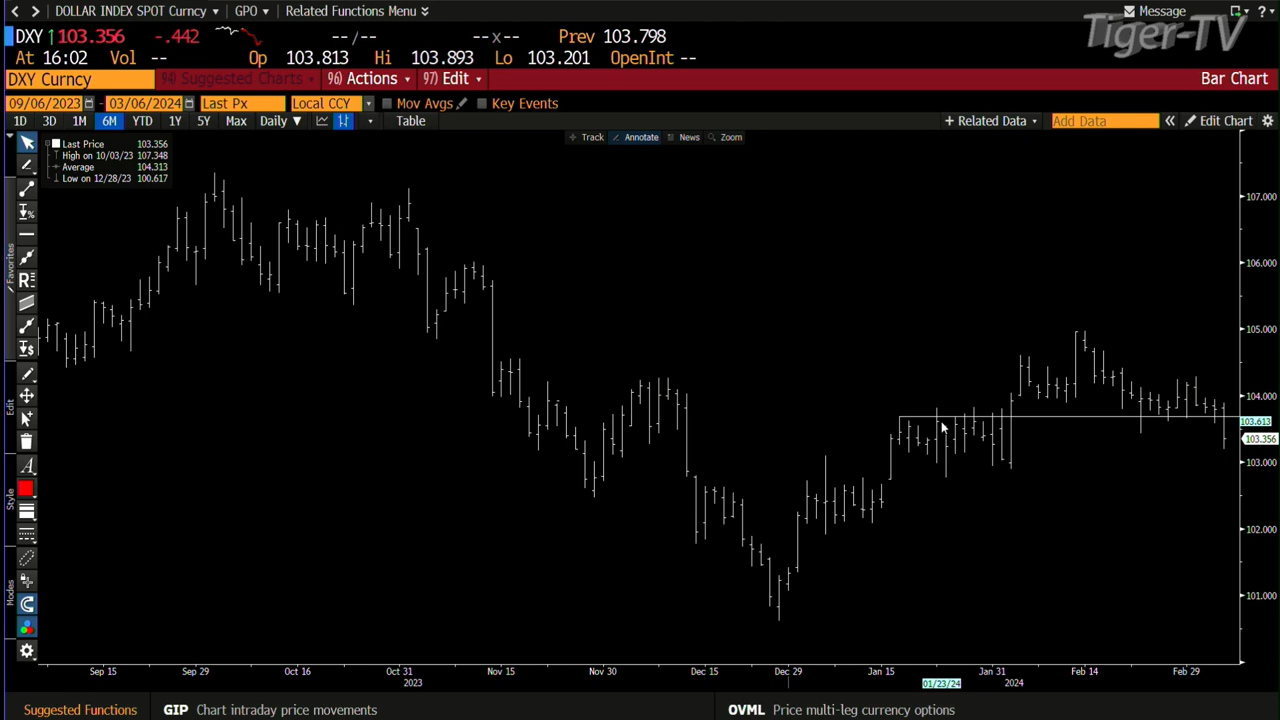 DOLLAR INDEX SPOT Curncy GPO Related Functions Menu Message
DXY 103.356 -.442 -- / -- -- x -- Prev 103.798
At 16:02 Vol -- Op 103.813 Hi 103.893 Lo 103.201 OpenInt --
Tiger-TV
DXY Curncy 94) Suggested Charts 96) Actions 97) Edit Bar Chart
09/06/2023 - 03/06/2024 Last Px Local CCY Mov Avgs Key Events
1D 3D 1M 6M YTD 1Y 5Y Max Daily Table + Related Data Add Data Edit Chart
Track Annotate News Zoom
Last Price 103.356
High on 10/03/23 107.348
Average 104.313
Low on 12/28/23 100.617
Favorites
Edit
Style
Modes
107.000
106.000
105.000
104.000
103.613
103.356
103.000
102.000
101.000
Sep 15 Sep 29 Oct 16 Oct 31 Nov 15 Nov 30 Dec 15 Dec 29 Jan 15 Jan 31 Feb 14 Feb 29
2023 01/23/24 2024
Suggested Functions GIP Chart intraday price movements OVML Price multi-leg currency options